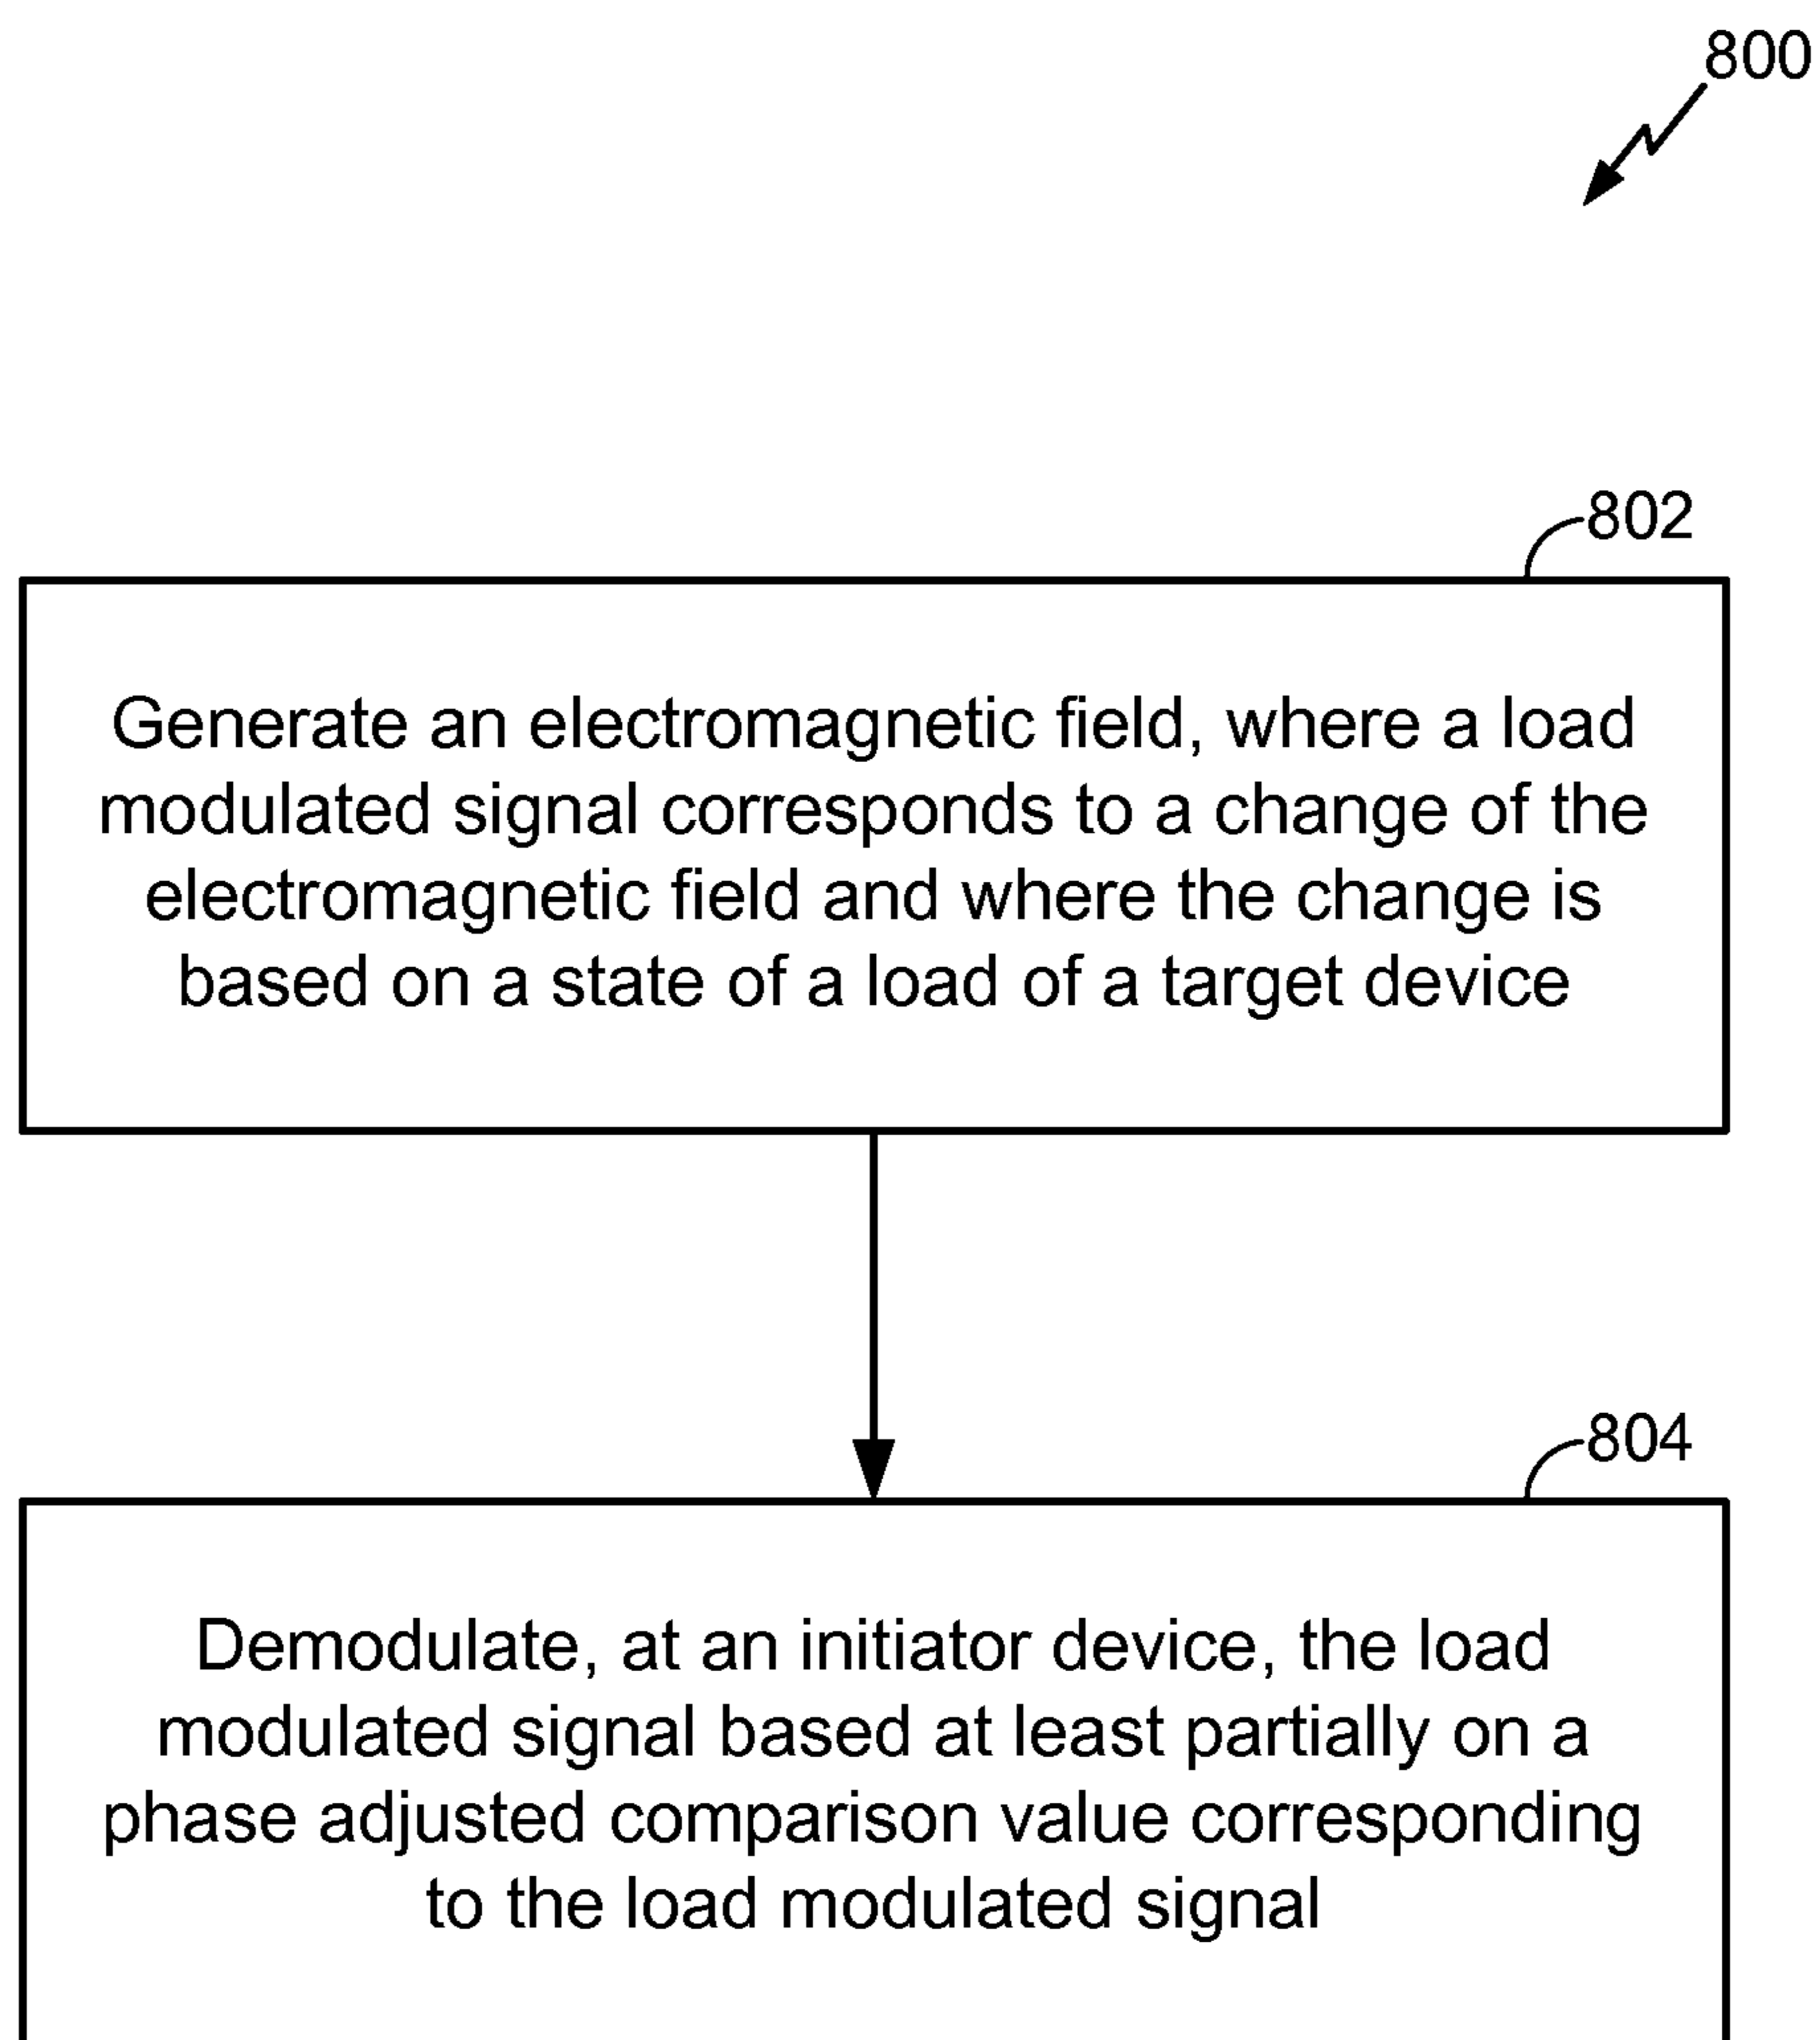 800
802
Generate an electromagnetic field, where a load
modulated signal corresponds to a change of the
electromagnetic field and where the change is
based on a state of a load of a target device
804
Demodulate, at an initiator device, the load
modulated signal based at least partially on a
phase adjusted comparison value corresponding
to the load modulated signal